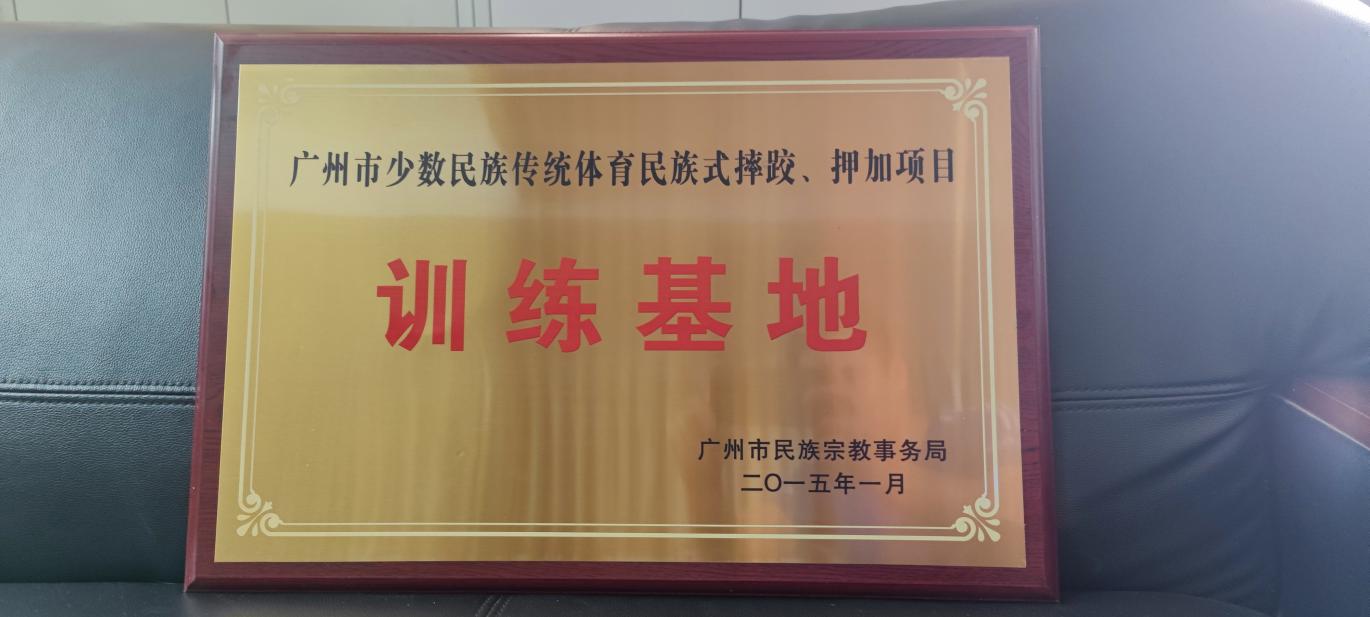 广州市少数民族传统体育民族式摔跤、押加项目
训练基地
广州市民族宗教事务局
二〇一五年一月